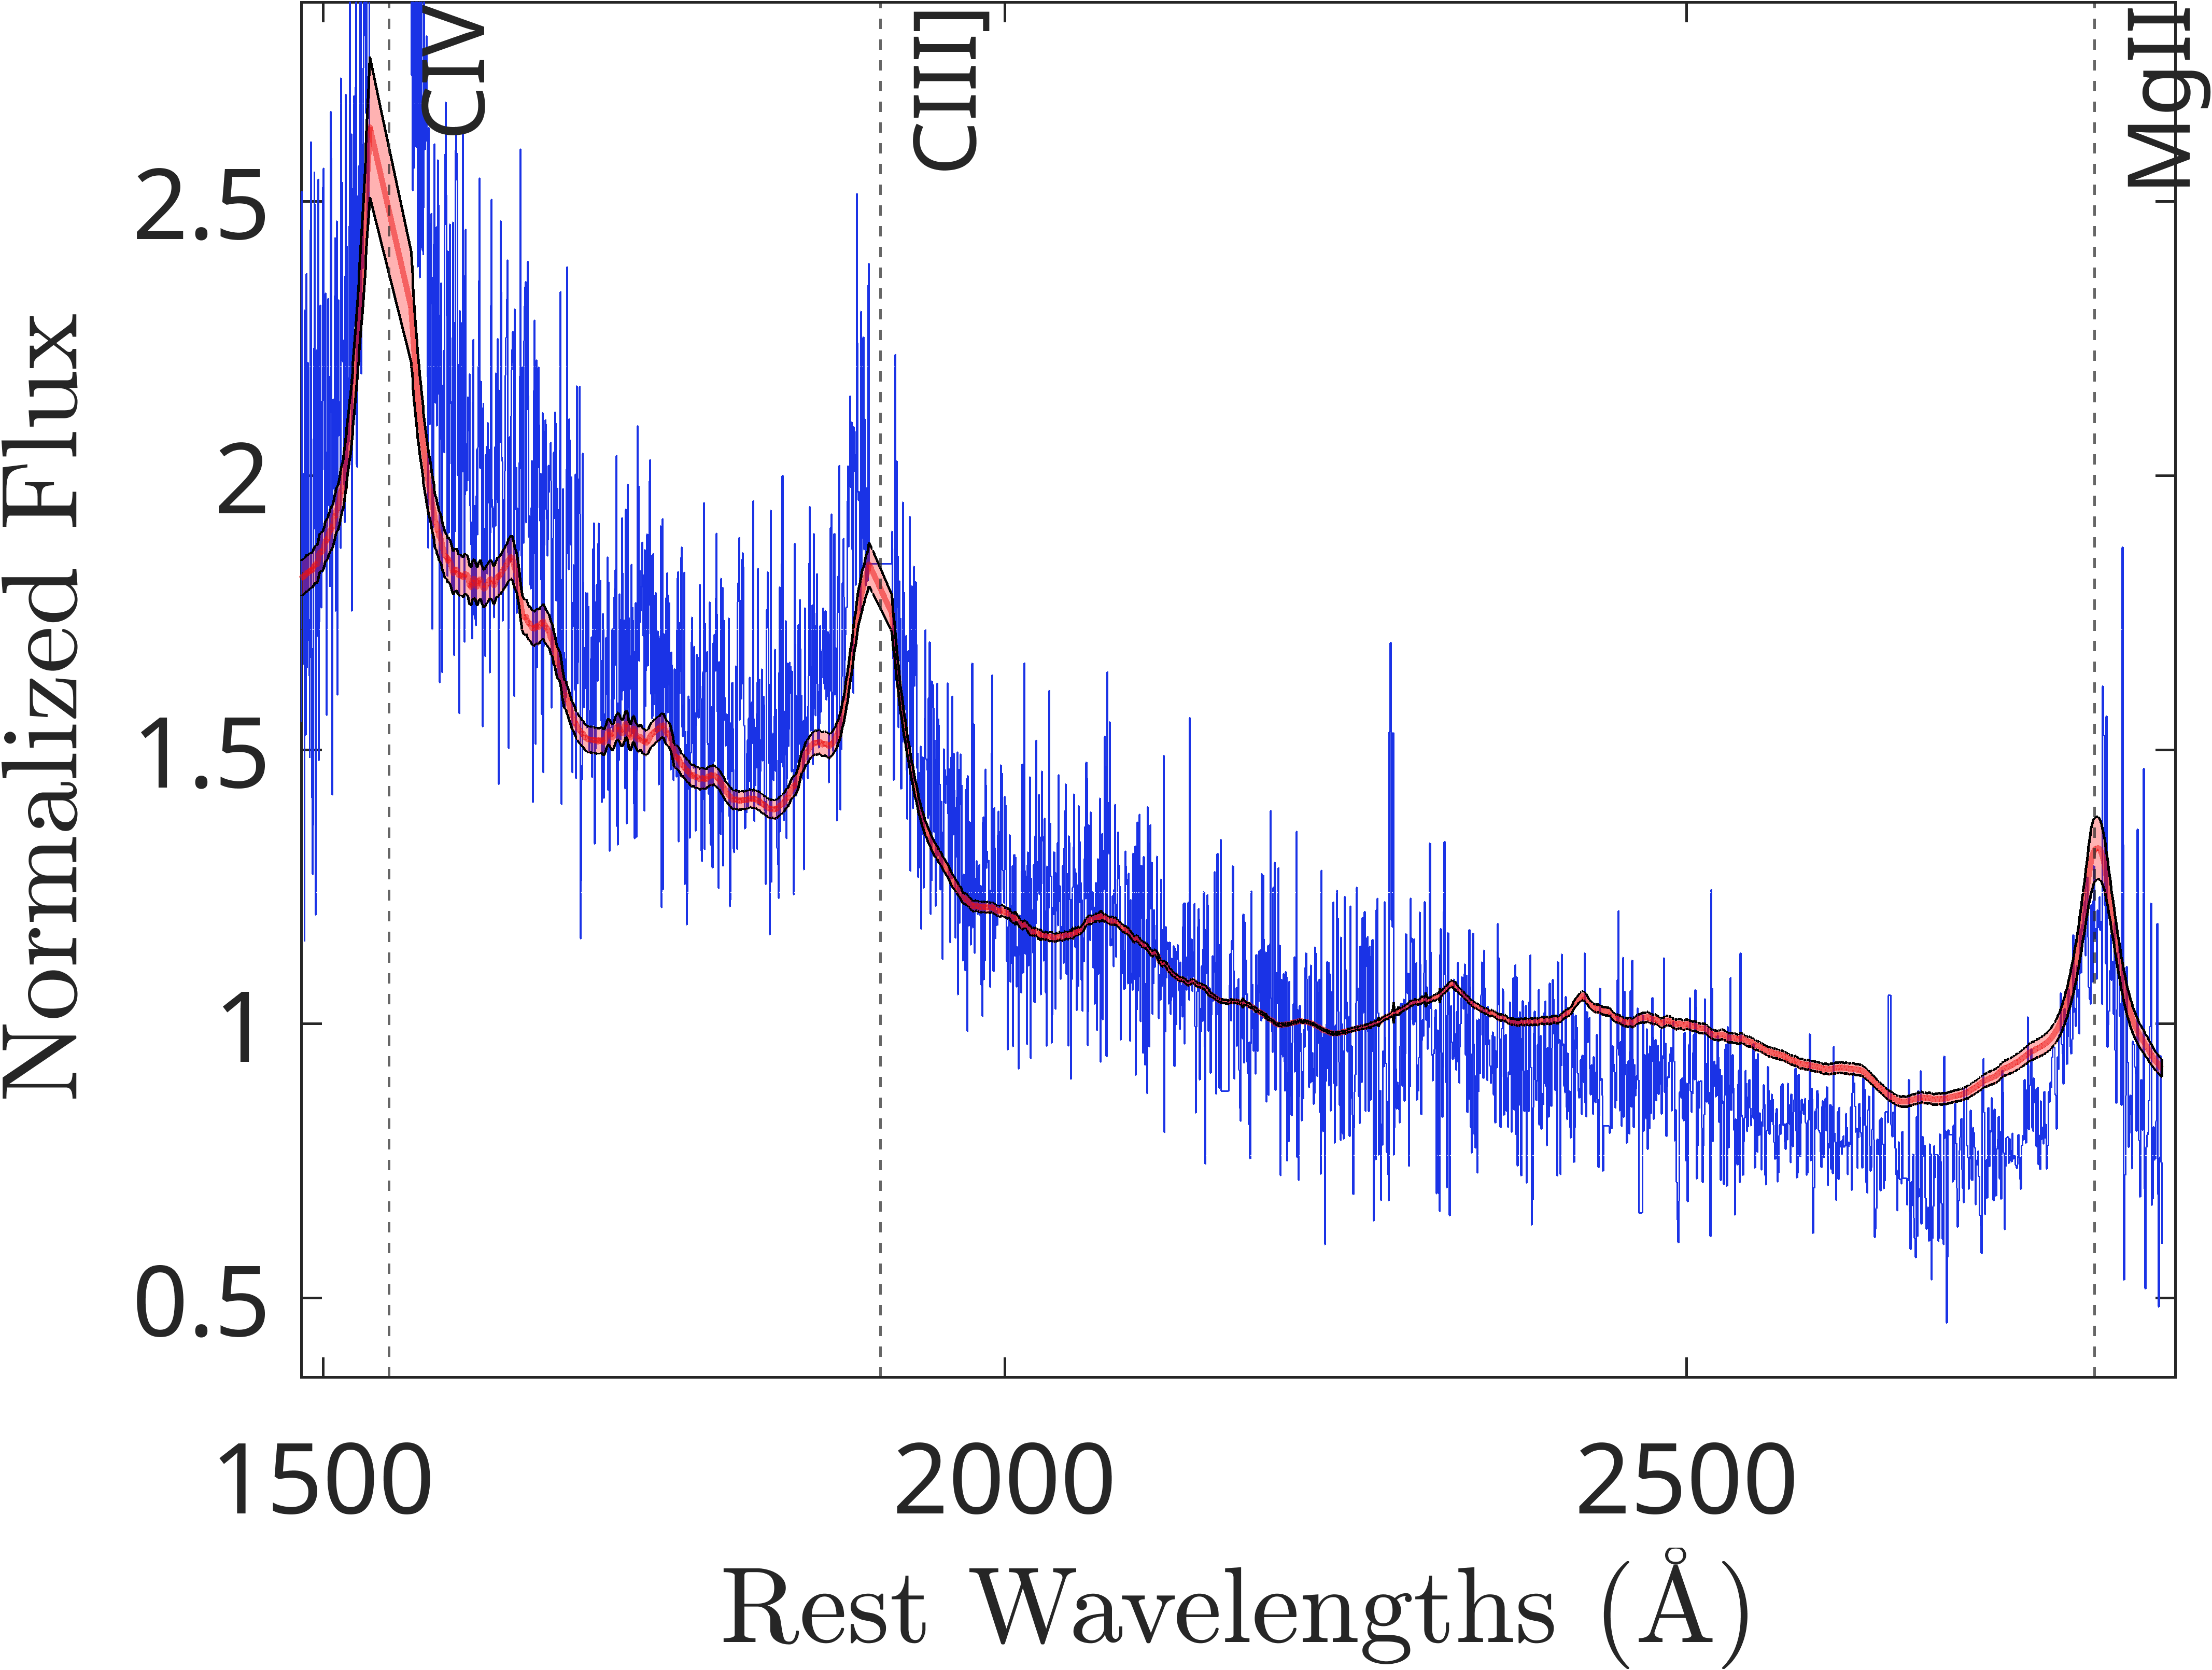 CIV
CIII]
MgII
Normalized Flux
2.5
2
1.5
1
0.5
1500
2000
2500
Rest Wavelengths (Å)